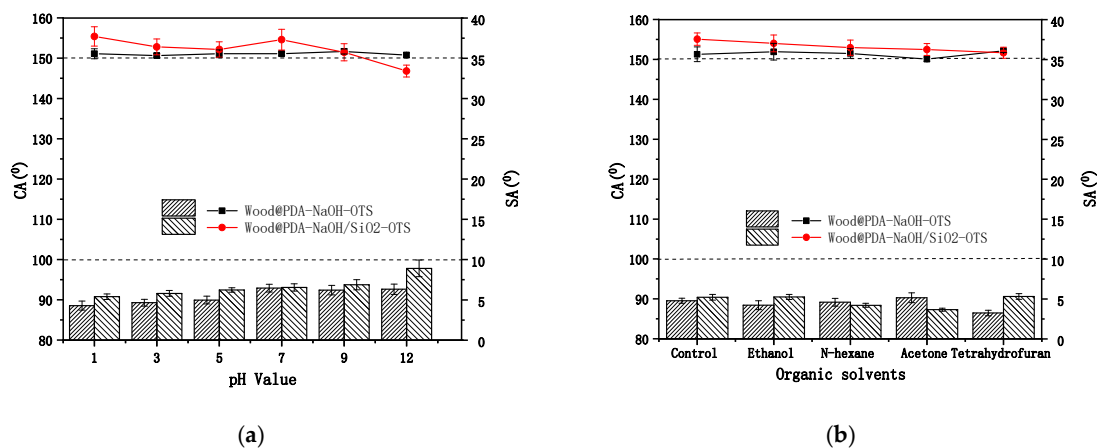 160
150
140
130
120
110
100
90
80
CA(⁰)
40
35
30
25
20
15
10
5
0
SA(⁰)
Wood@PDA-NaOH-OTS
Wood@PDA-NaOH/SiO2-OTS
1 3 5 7 9 12
pH Value
(a)
160
150
140
130
120
110
100
90
80
CA(⁰)
40
35
30
25
20
15
10
5
0
SA(⁰)
Wood@PDA-NaOH-OTS
Wood@PDA-NaOH/SiO2-OTS
Control Ethanol N-hexane Acetone Tetrahydrofuran
Organic solvents
(b)